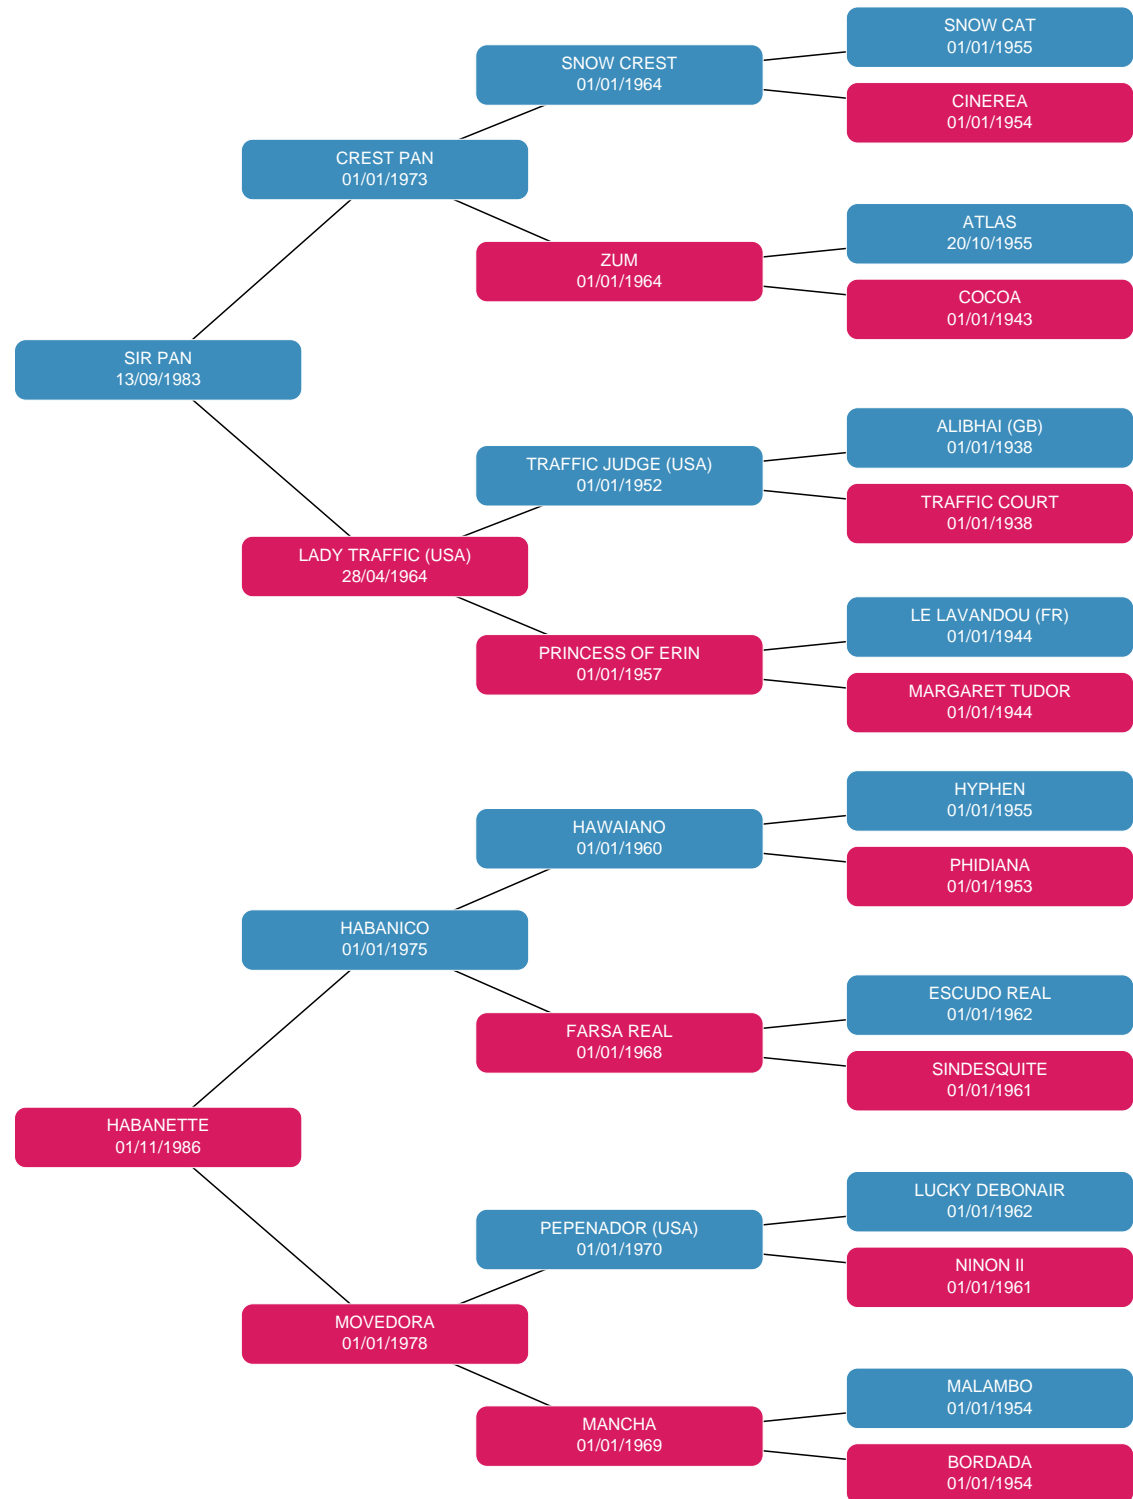 SNOW CAT
01/01/1955
SNOW CREST
01/01/1964
CINEREA
01/01/1954
CREST PAN
01/01/1973
ATLAS
20/10/1955
ZUM
01/01/1964
COCOA
01/01/1943
SIR PAN
13/09/1983
ALIBHAI (GB)
01/01/1938
TRAFFIC JUDGE (USA)
01/01/1952
TRAFFIC COURT
01/01/1938
LADY TRAFFIC (USA)
28/04/1964
LE LAVANDOU (FR)
01/01/1944
PRINCESS OF ERIN
01/01/1957
MARGARET TUDOR
01/01/1944
HYPHEN
01/01/1955
HAWAIANO
01/01/1960
PHIDIANA
01/01/1953
HABANICO
01/01/1975
ESCUDO REAL
01/01/1962
FARSA REAL
01/01/1968
SINDESQUITE
01/01/1961
HABANETTE
01/11/1986
LUCKY DEBONAIR
01/01/1962
PEPENADOR (USA)
01/01/1970
NINON II
01/01/1961
MOVEDORA
01/01/1978
MALAMBO
01/01/1954
MANCHA
01/01/1969
BORDADA
01/01/1954